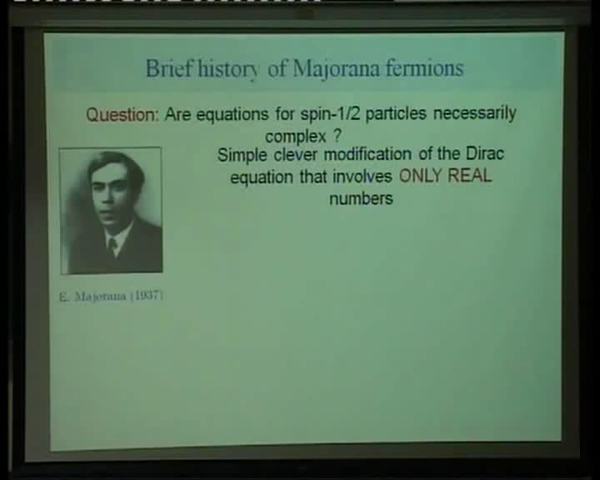 Brief history of Majorana fermions
Question: Are equations for spin-1/2 particles necessarily
complex ?
Simple clever modification of the Dirac
equation that involves ONLY REAL
numbers
E. Majorana (1937)